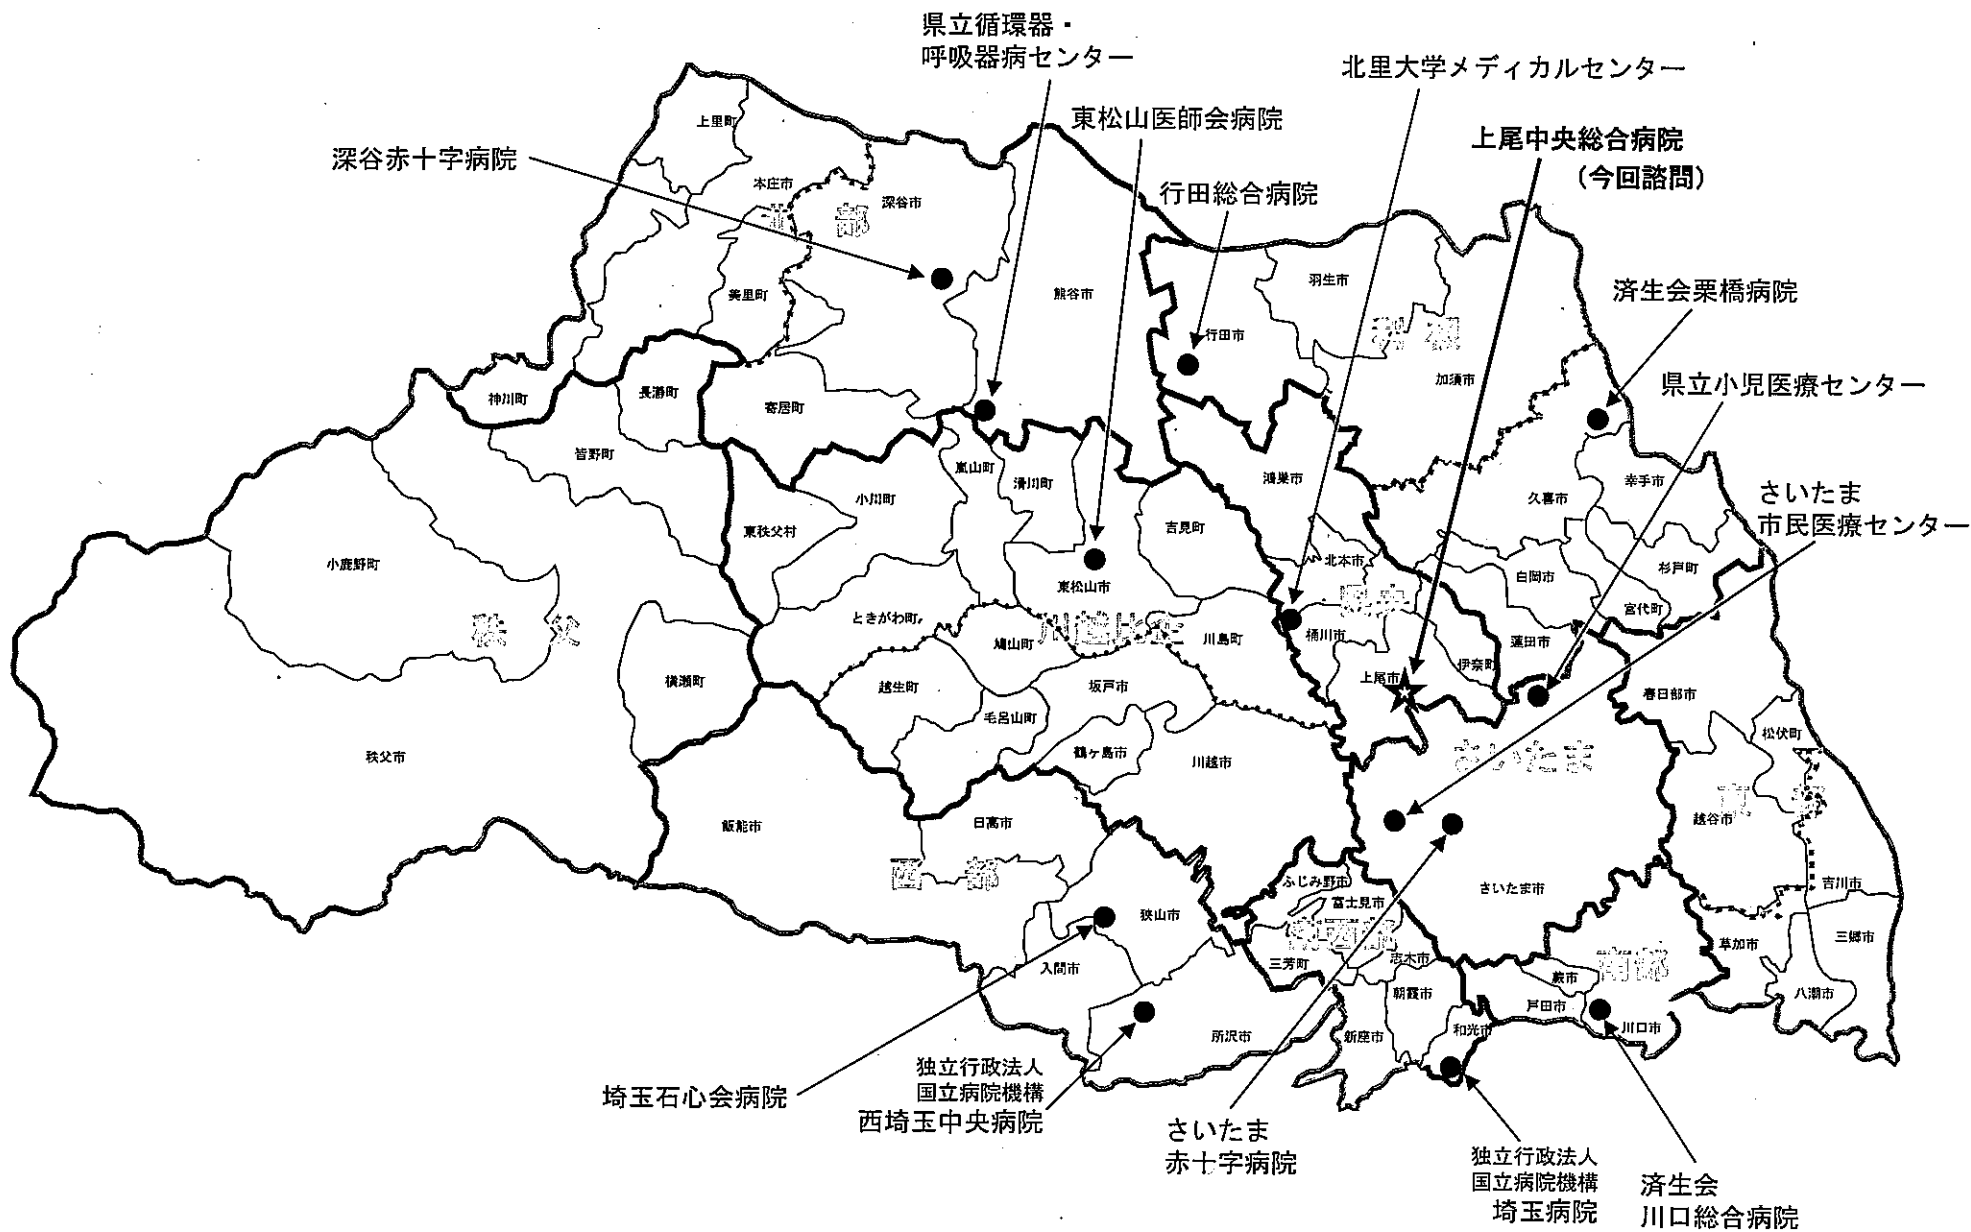 県立循環器・
呼吸器病センター
北里大学メディカルセンター
東松山医師会病院
上尾中央総合病院
(今回諮問)
深谷赤十字病院
行田総合病院
済生会栗橋病院
県立小児医療センター
さいたま
市民医療センター
上里町
本庄市
深谷市
北部
美里町
熊谷市
羽生市
行田市
利根
加須市
神川町
長瀞町
寄居町
皆野町
小川町
嵐山町
滑川町
鴻巣市
久喜市
幸手市
東秩父村
吉見町
小鹿野町
東松山市
北本市
白岡市
杉戸町
宮代町
秩父
ときがわ町
川越比企
県央
鳩山町
川島町
桶川市
蓮田市
伊奈町
横瀬町
越生町
坂戸市
上尾市
春日部市
毛呂山町
松伏町
秩父市
鶴ヶ島市
川越市
さいたま
東部
飯能市
日高市
越谷市
西部
ふじみ野市
さいたま市
吉川市
狭山市
富士見市
南西部
草加市
三郷市
入間市
三芳町
志木市
南部
蕨市
朝霞市
戸田市
八潮市
所沢市
新座市
和光市
川口市
埼玉石心会病院
独立行政法人
国立病院機構
西埼玉中央病院
さいたま
赤十字病院
独立行政法人
国立病院機構
埼玉病院
済生会
川口総合病院